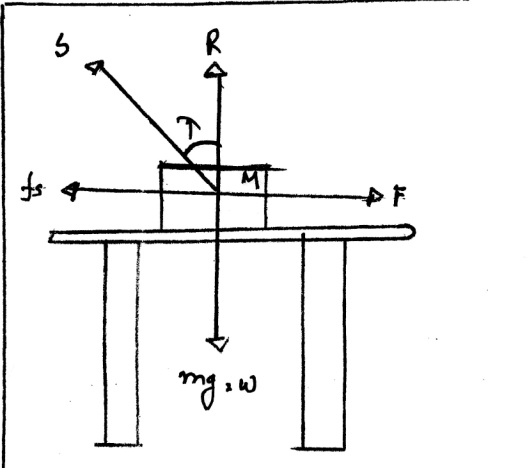 S R
T
M
fs F
mg = w